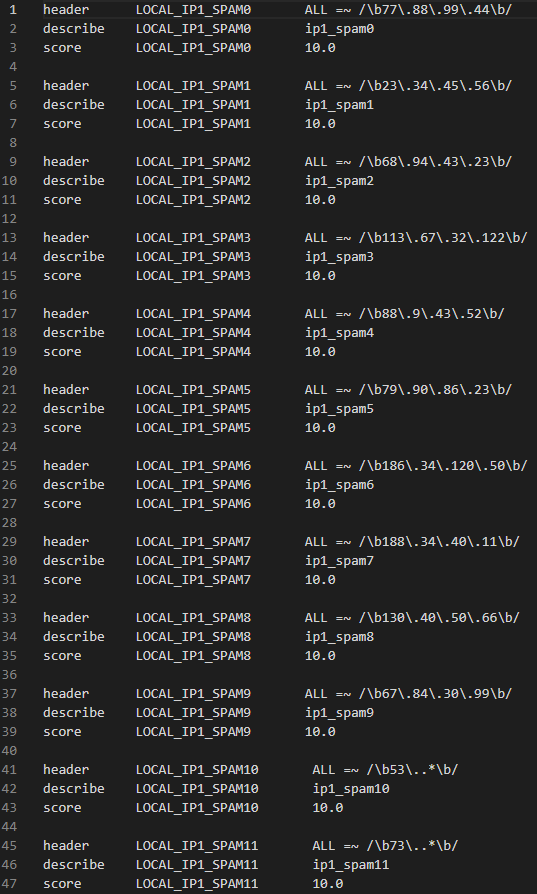 1 header LOCAL_IP1_SPAM0 ALL =~ /\b77\.88\.99\.44\b/
2 describe LOCAL_IP1_SPAM0 ip1_spam0
3 score LOCAL_IP1_SPAM0 10.0
4
5 header LOCAL_IP1_SPAM1 ALL =~ /\b23\.34\.45\.56\b/
6 describe LOCAL_IP1_SPAM1 ip1_spam1
7 score LOCAL_IP1_SPAM1 10.0
8
9 header LOCAL_IP1_SPAM2 ALL =~ /\b68\.94\.43\.23\b/
10 describe LOCAL_IP1_SPAM2 ip1_spam2
11 score LOCAL_IP1_SPAM2 10.0
12
13 header LOCAL_IP1_SPAM3 ALL =~ /\b113\.67\.32\.122\b/
14 describe LOCAL_IP1_SPAM3 ip1_spam3
15 score LOCAL_IP1_SPAM3 10.0
16
17 header LOCAL_IP1_SPAM4 ALL =~ /\b88\.9\.43\.52\b/
18 describe LOCAL_IP1_SPAM4 ip1_spam4
19 score LOCAL_IP1_SPAM4 10.0
20
21 header LOCAL_IP1_SPAM5 ALL =~ /\b79\.90\.86\.23\b/
22 describe LOCAL_IP1_SPAM5 ip1_spam5
23 score LOCAL_IP1_SPAM5 10.0
24
25 header LOCAL_IP1_SPAM6 ALL =~ /\b186\.34\.120\.50\b/
26 describe LOCAL_IP1_SPAM6 ip1_spam6
27 score LOCAL_IP1_SPAM6 10.0
28
29 header LOCAL_IP1_SPAM7 ALL =~ /\b188\.34\.40\.11\b/
30 describe LOCAL_IP1_SPAM7 ip1_spam7
31 score LOCAL_IP1_SPAM7 10.0
32
33 header LOCAL_IP1_SPAM8 ALL =~ /\b130\.40\.50\.66\b/
34 describe LOCAL_IP1_SPAM8 ip1_spam8
35 score LOCAL_IP1_SPAM8 10.0
36
37 header LOCAL_IP1_SPAM9 ALL =~ /\b67\.84\.30\.99\b/
38 describe LOCAL_IP1_SPAM9 ip1_spam9
39 score LOCAL_IP1_SPAM9 10.0
40
41 header LOCAL_IP1_SPAM10 ALL =~ /\b53\..*\b/
42 describe LOCAL_IP1_SPAM10 ip1_spam10
43 score LOCAL_IP1_SPAM10 10.0
44
45 header LOCAL_IP1_SPAM11 ALL =~ /\b73\..*\b/
46 describe LOCAL_IP1_SPAM11 ip1_spam11
47 score LOCAL_IP1_SPAM11 10.0